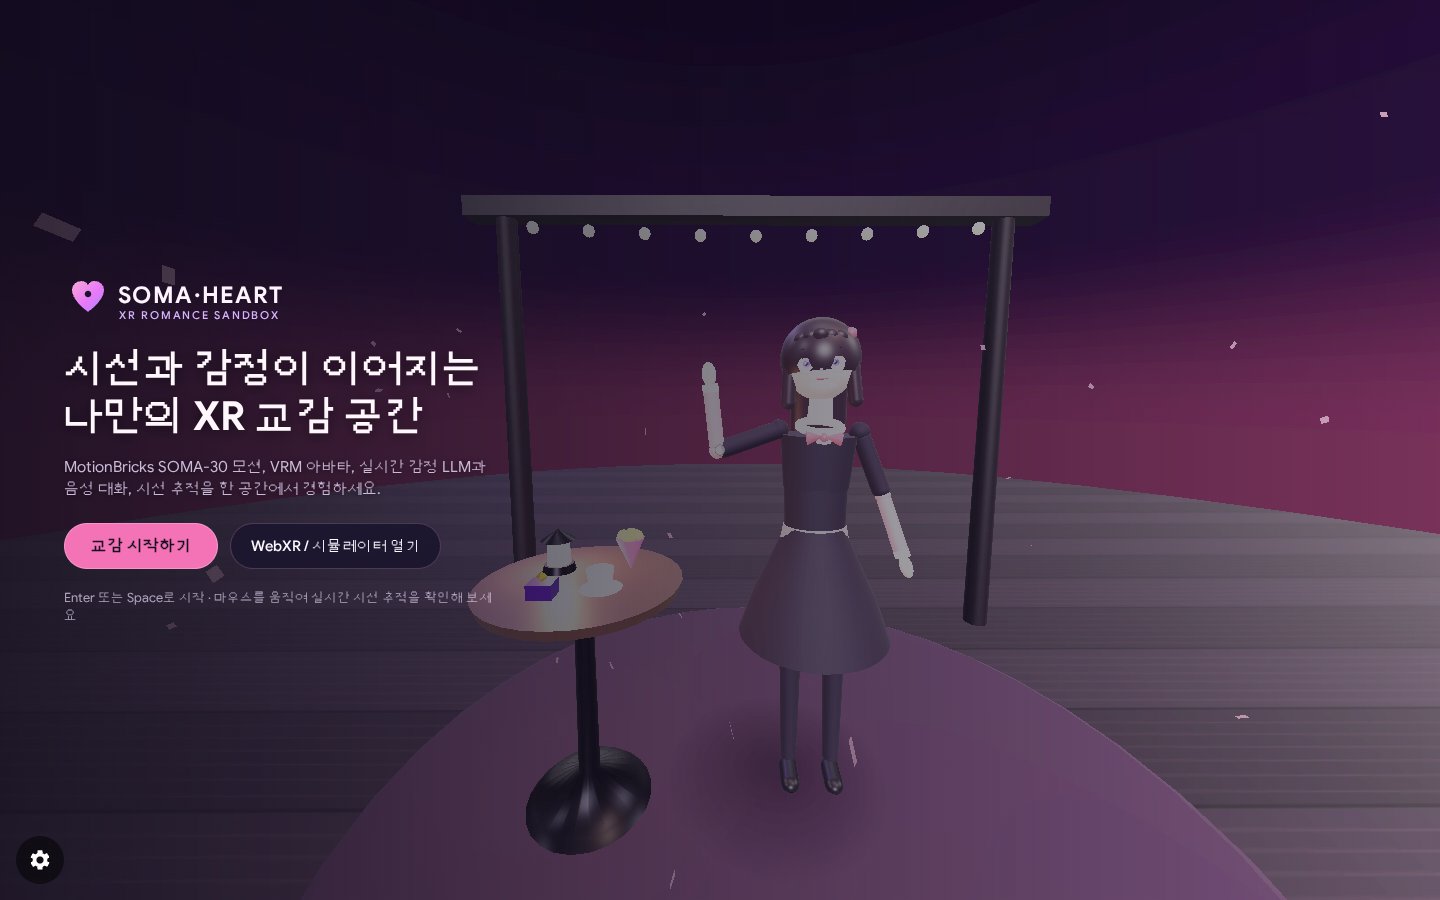 SOMA·HEART
XR ROMANCE SANDBOX
시선과 감정이 이어지는
나만의 XR 교감 공간
MotionBricks SOMA-30 모션, VRM 아바타, 실시간 감정 LLM과
음성 대화, 시선 추적을 한 공간에서 경험하세요.
교감 시작하기
WebXR / 시뮬레이터 열기
Enter 또는 Space로 시작 · 마우스를 움직여 실시간 시선 추적을 확인해 보세
요